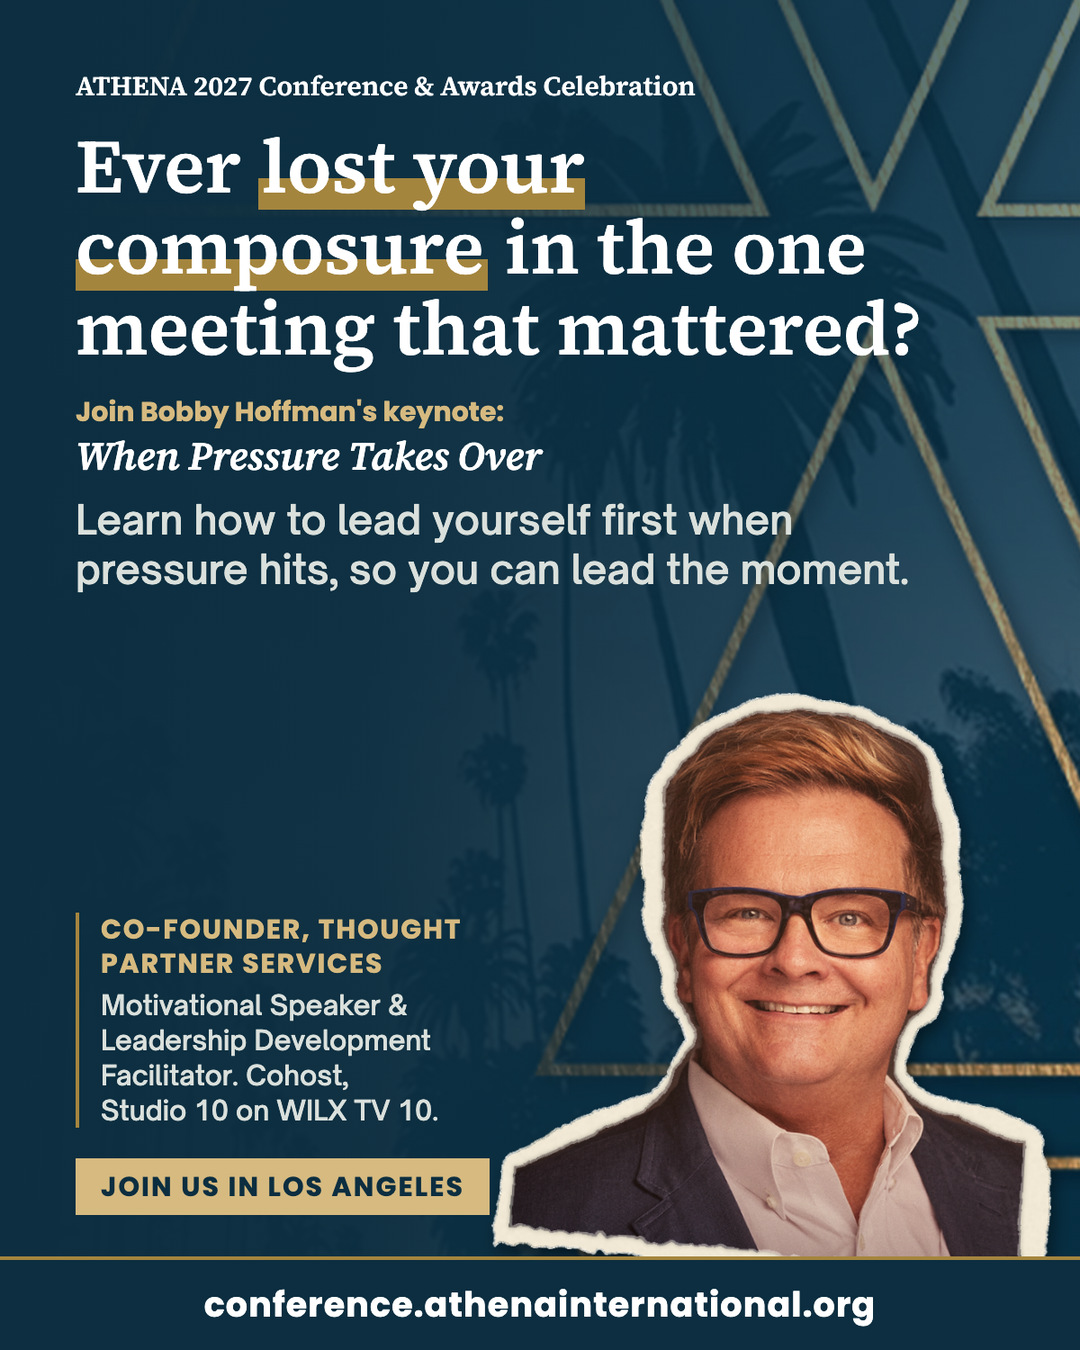 ATHENA 2027 Conference & Awards Celebration
Ever lost your
composure in the one
meeting that mattered?
Join Bobby Hoffman's keynote:
When Pressure Takes Over
Learn how to lead yourself first when
pressure hits, so you can lead the moment.
CO-FOUNDER, THOUGHT
PARTNER SERVICES
Motivational Speaker &
Leadership Development
Facilitator. Cohost,
Studio 10 on WILX TV 10.
JOIN US IN LOS ANGELES
conference.athenainternational.org